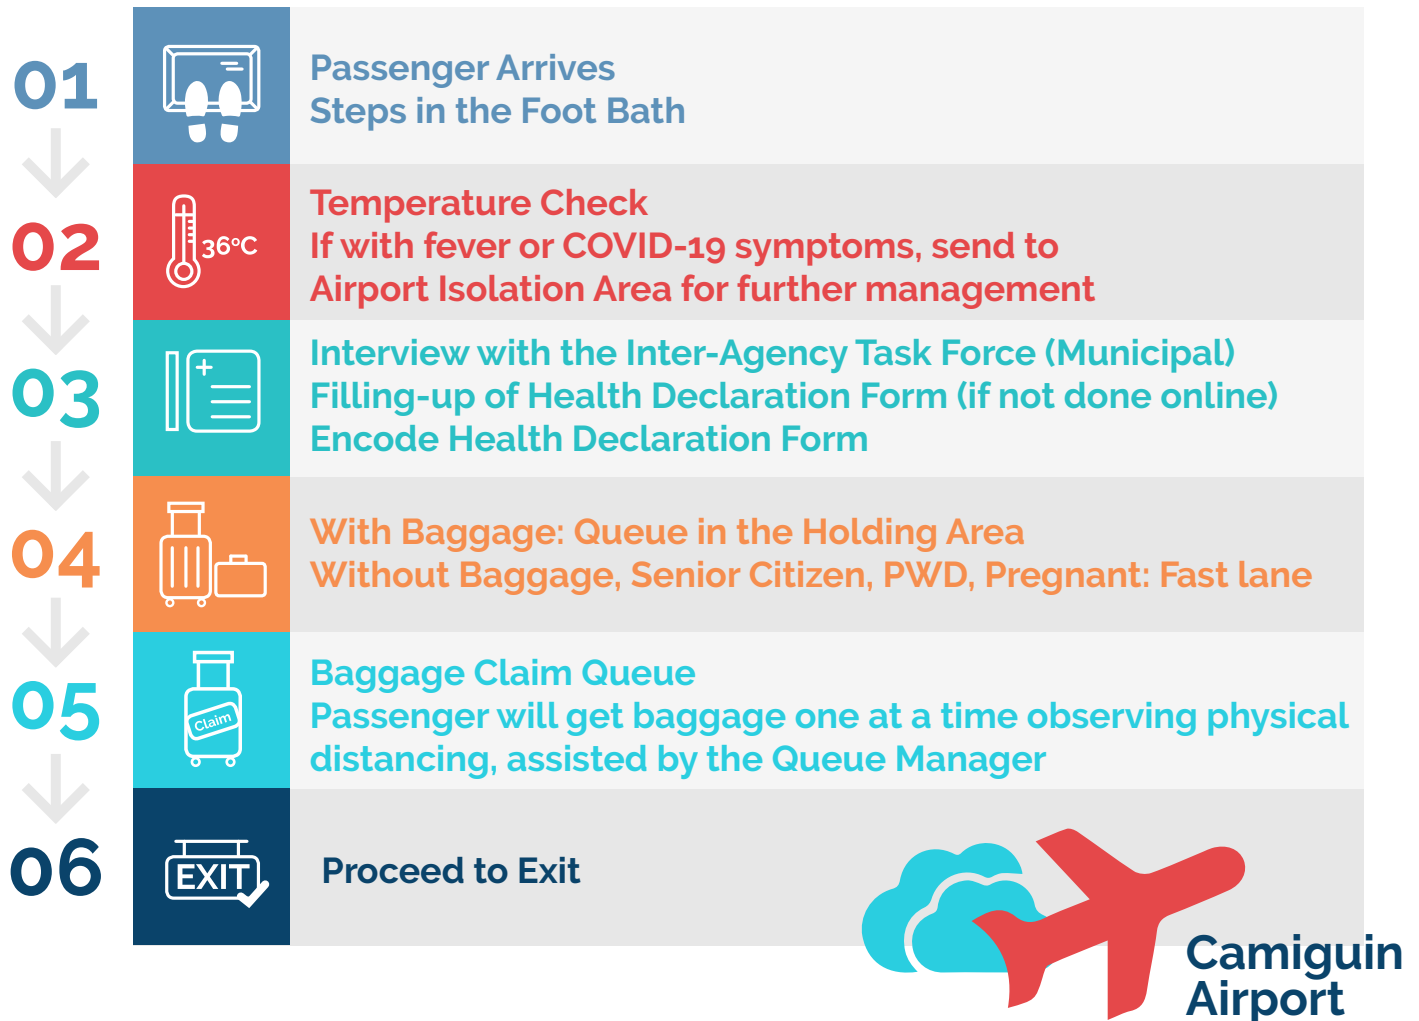 01
Passenger Arrives
Steps in the Foot Bath
02
36°C
Temperature Check
If with fever or COVID-19 symptoms, send to
Airport Isolation Area for further management
03
Interview with the Inter-Agency Task Force (Municipal)
Filling-up of Health Declaration Form (if not done online)
Encode Health Declaration Form
04
With Baggage: Queue in the Holding Area
Without Baggage, Senior Citizen, PWD, Pregnant: Fast lane
05
Claim
Baggage Claim Queue
Passenger will get baggage one at a time observing physical
distancing, assisted by the Queue Manager
06
EXIT
Proceed to Exit
Camiguin
Airport